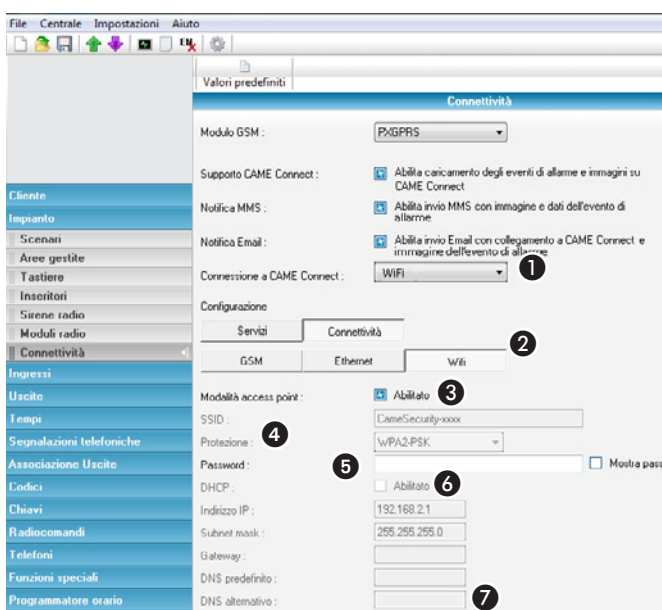 File Centrale Impostazioni Aiuto
EN
Valori predefiniti
Connettività
Modulo GSM : PXGPRS
Supporto CAME Connect : Abilita caricamento degli eventi di allarme e immagini su
CAME Connect
Notifica MMS : Abilita invio MMS con immagine e dati dell'evento di
allarme
Notifica Email : Abilita invio Email con collegamento a CAME Connect e
immagine dell'evento di allarme
Connessione a CAME Connect : WiFi 1
Configurazione
Servizi Connettività
GSM Ethernet Wifi 2
Modalità access point : Abilitato 3
SSID : CameSecurity-xxxx
Protezione : 4 WPA2-PSK
Password : 5 Mostra pass
DHCP : Abilitato 6
Indirizzo IP : 192.168.2.1
Subnet mask : 255.255.255.0
Gateway :
DNS predefinito :
DNS alternativo : 7
Cliente
Impianto
Scenari
Aree gestite
Tastiere
Inseritori
Sirene radio
Moduli radio
Connettività
Ingressi
Uscite
Tempi
Segnalazioni telefoniche
Associazione Uscite
Codici
Chiavi
Radiocomandi
Telefoni
Funzioni speciali
Programmatore orario